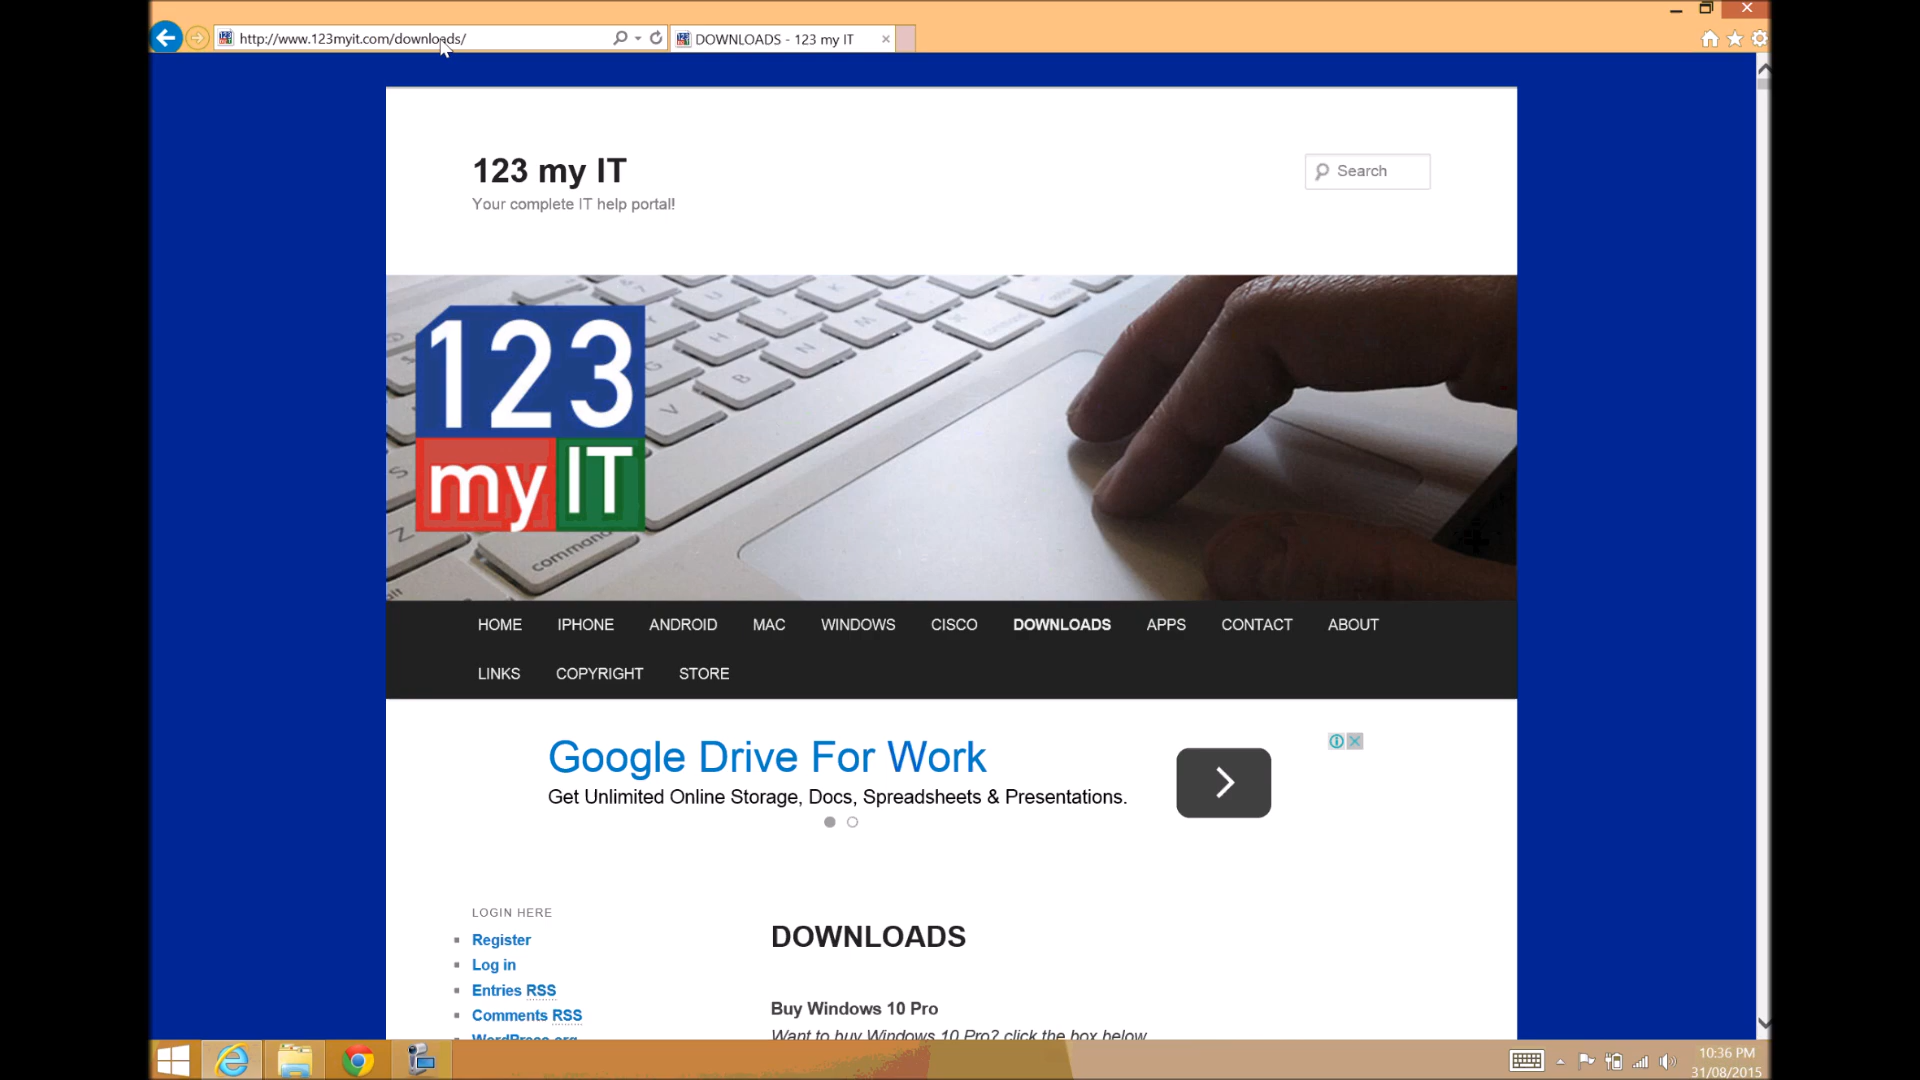 http://www.123myit.com/downloads/
DOWNLOADS - 123 my IT
123 my IT
Search
Your complete IT help portal!
123
my IT
command
HOME IPHONE ANDROID MAC WINDOWS CISCO DOWNLOADS APPS CONTACT ABOUT
LINKS COPYRIGHT STORE
Google Drive For Work
Get Unlimited Online Storage, Docs, Spreadsheets & Presentations.
LOGIN HERE
Register
Log in
Entries RSS
Comments RSS
WordPress.org
DOWNLOADS
Buy Windows 10 Pro
Want to buy Windows 10 Pro? click the box below
10:36 PM
31/08/2015